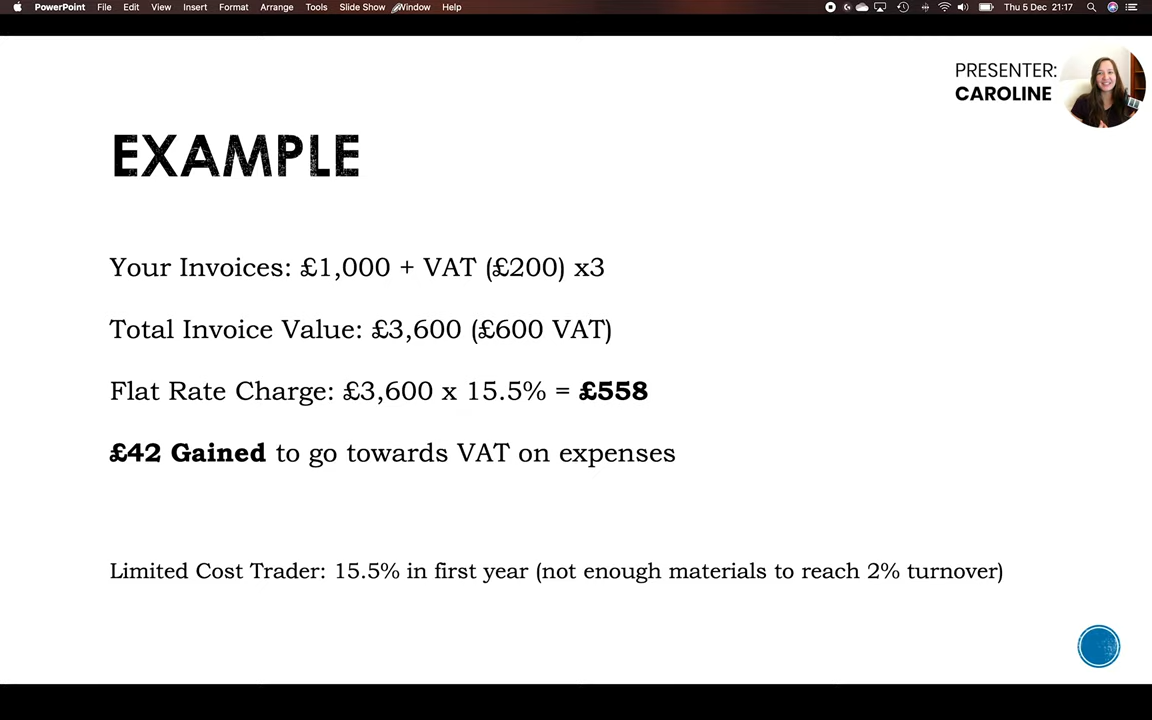 PowerPoint File Edit View Insert Format Arrange Tools Slide Show Window Help Thu 5 Dec 21:17
PRESENTER:
CAROLINE
EXAMPLE
Your Invoices: £1,000 + VAT (£200) x3
Total Invoice Value: £3,600 (£600 VAT)
Flat Rate Charge: £3,600 x 15.5% = £558
£42 Gained to go towards VAT on expenses
Limited Cost Trader: 15.5% in first year (not enough materials to reach 2% turnover)